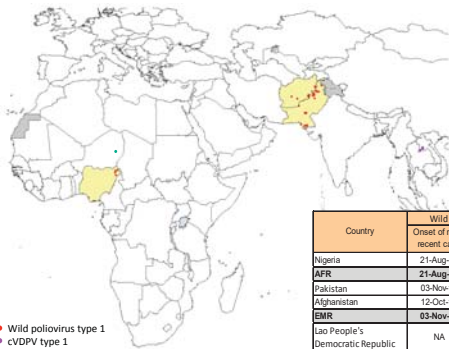 Wild
Country
Onset of
recent ca
Nigeria
21-Aug-
AFR
21-Aug-
Pakistan
03-Nov-
Afghanistan
12-Oct-
EMR
03-Nov-
Lao People's
Democratic Republic
NA
Wild poliovirus type 1
cVDPV type 1